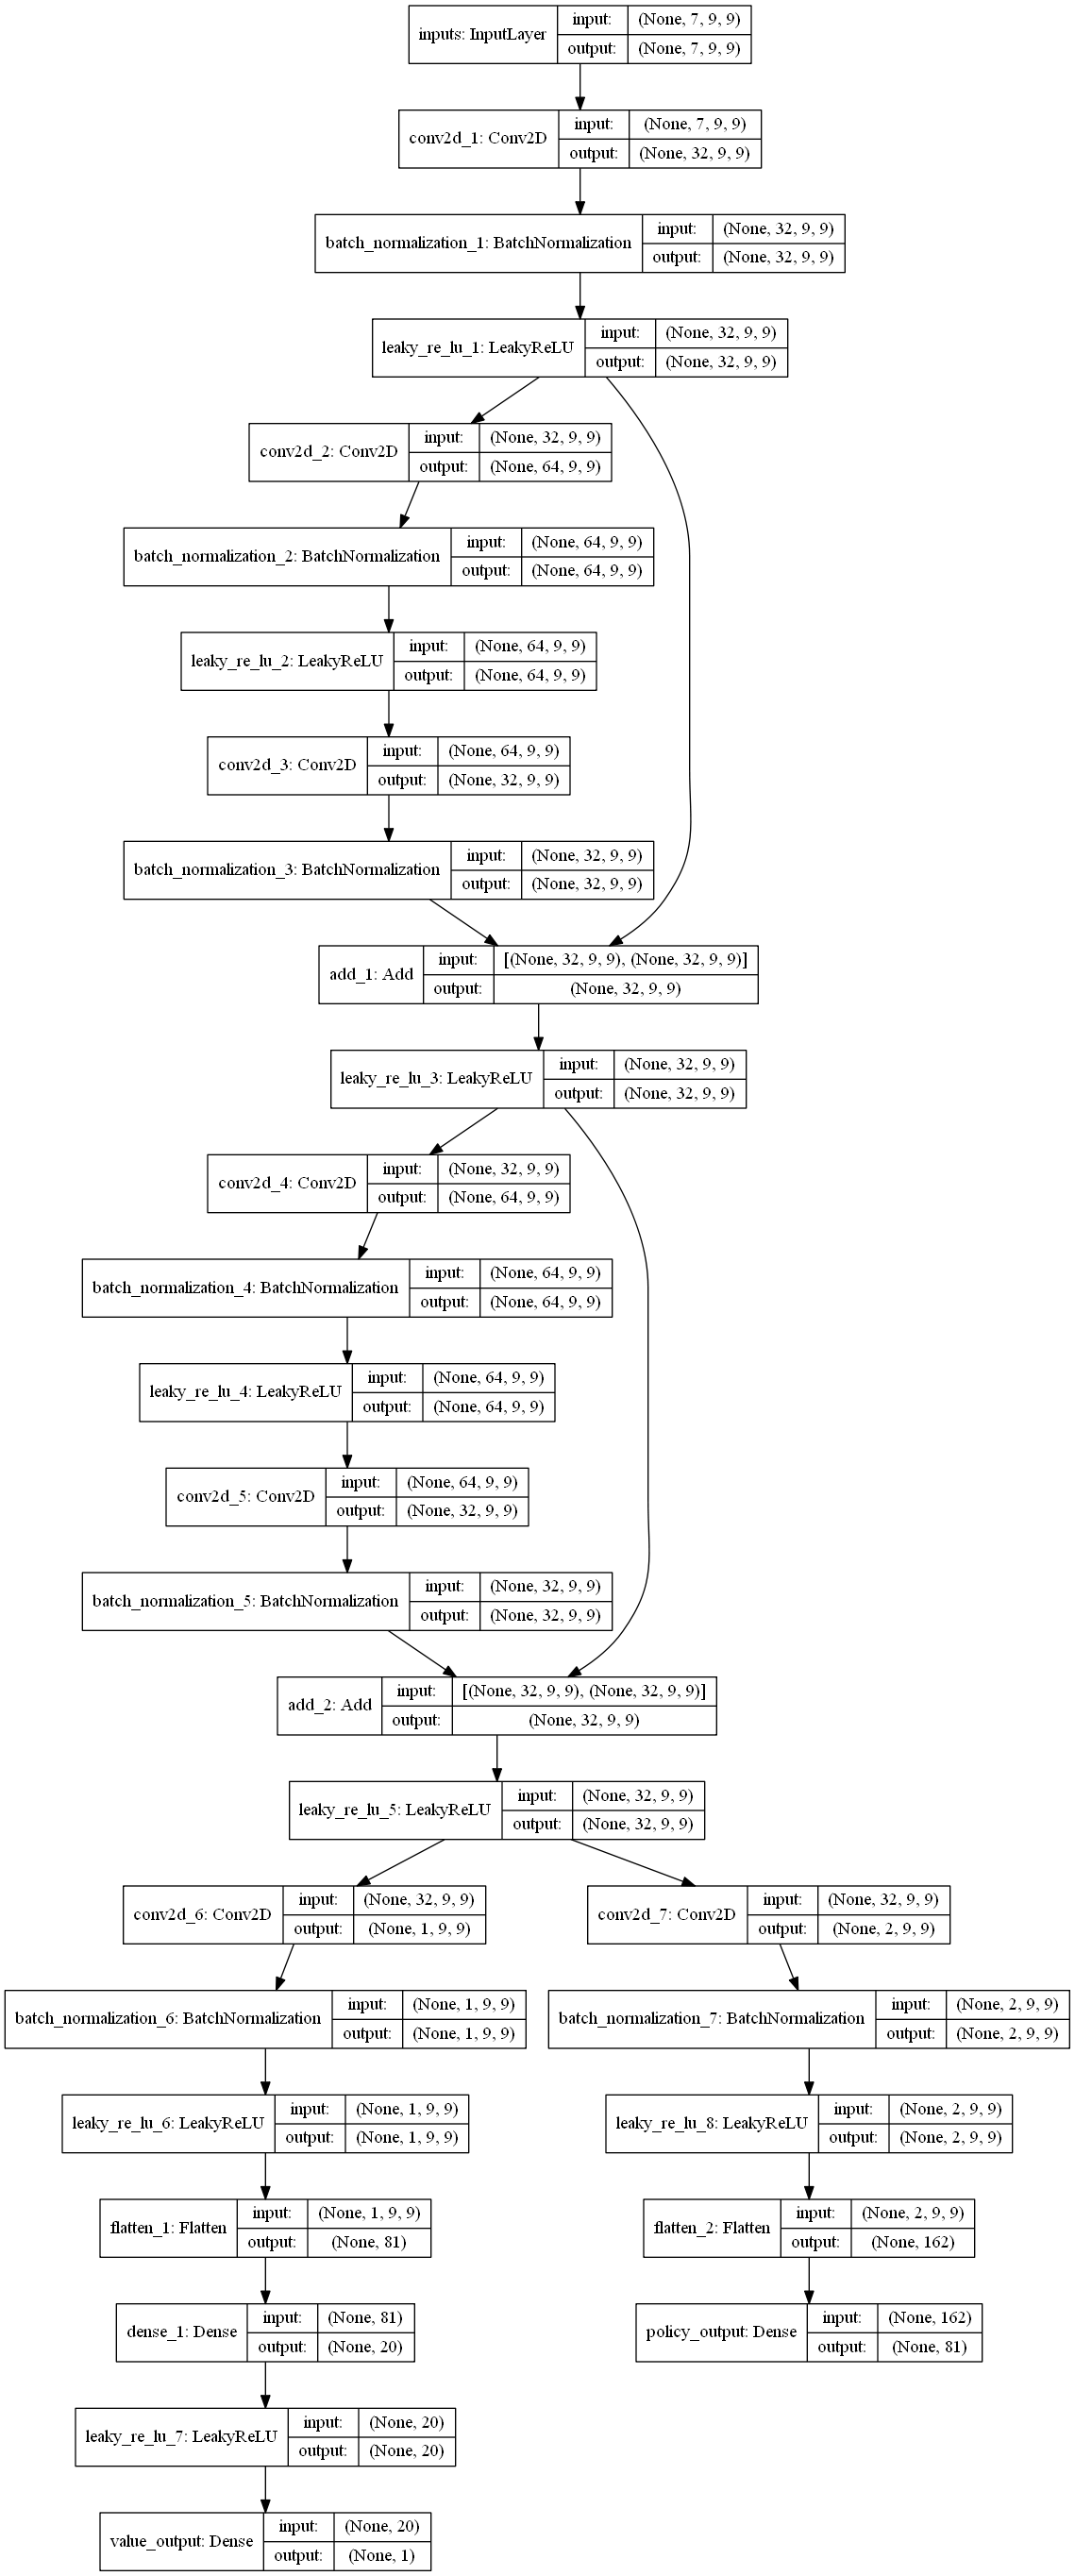 inputs: InputLayer
input: (None, 7, 9, 9)
output: (None, 7, 9, 9)
conv2d_1: Conv2D
input: (None, 7, 9, 9)
output: (None, 32, 9, 9)
batch_normalization_1: BatchNormalization
input: (None, 32, 9, 9)
output: (None, 32, 9, 9)
leaky_re_lu_1: LeakyReLU
input: (None, 32, 9, 9)
output: (None, 32, 9, 9)
conv2d_2: Conv2D
input: (None, 32, 9, 9)
output: (None, 64, 9, 9)
batch_normalization_2: BatchNormalization
input: (None, 64, 9, 9)
output: (None, 64, 9, 9)
leaky_re_lu_2: LeakyReLU
input: (None, 64, 9, 9)
output: (None, 64, 9, 9)
conv2d_3: Conv2D
input: (None, 64, 9, 9)
output: (None, 32, 9, 9)
batch_normalization_3: BatchNormalization
input: (None, 32, 9, 9)
output: (None, 32, 9, 9)
add_1: Add
input: [(None, 32, 9, 9), (None, 32, 9, 9)]
output: (None, 32, 9, 9)
leaky_re_lu_3: LeakyReLU
input: (None, 32, 9, 9)
output: (None, 32, 9, 9)
conv2d_4: Conv2D
input: (None, 32, 9, 9)
output: (None, 64, 9, 9)
batch_normalization_4: BatchNormalization
input: (None, 64, 9, 9)
output: (None, 64, 9, 9)
leaky_re_lu_4: LeakyReLU
input: (None, 64, 9, 9)
output: (None, 64, 9, 9)
conv2d_5: Conv2D
input: (None, 64, 9, 9)
output: (None, 32, 9, 9)
batch_normalization_5: BatchNormalization
input: (None, 32, 9, 9)
output: (None, 32, 9, 9)
add_2: Add
input: [(None, 32, 9, 9), (None, 32, 9, 9)]
output: (None, 32, 9, 9)
leaky_re_lu_5: LeakyReLU
input: (None, 32, 9, 9)
output: (None, 32, 9, 9)
conv2d_6: Conv2D
input: (None, 32, 9, 9)
output: (None, 1, 9, 9)
conv2d_7: Conv2D
input: (None, 32, 9, 9)
output: (None, 2, 9, 9)
batch_normalization_6: BatchNormalization
input: (None, 1, 9, 9)
output: (None, 1, 9, 9)
batch_normalization_7: BatchNormalization
input: (None, 2, 9, 9)
output: (None, 2, 9, 9)
leaky_re_lu_6: LeakyReLU
input: (None, 1, 9, 9)
output: (None, 1, 9, 9)
leaky_re_lu_8: LeakyReLU
input: (None, 2, 9, 9)
output: (None, 2, 9, 9)
flatten_1: Flatten
input: (None, 1, 9, 9)
output: (None, 81)
flatten_2: Flatten
input: (None, 2, 9, 9)
output: (None, 162)
dense_1: Dense
input: (None, 81)
output: (None, 20)
policy_output: Dense
input: (None, 162)
output: (None, 81)
leaky_re_lu_7: LeakyReLU
input: (None, 20)
output: (None, 20)
value_output: Dense
input: (None, 20)
output: (None, 1)